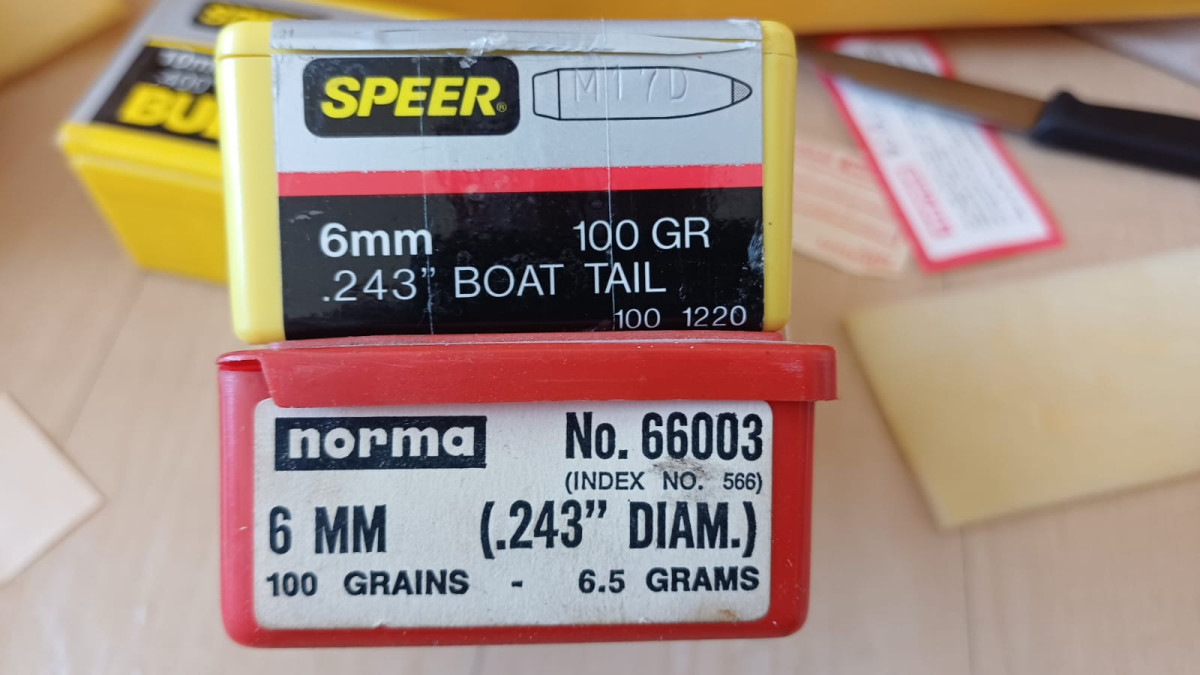 SPEER®
M17D
6mm 100 GR
.243” BOAT TAIL
100 1220
norma No. 66003
(INDEX NO. 566)
6 MM (.243” DIAM.)
100 GRAINS - 6.5 GRAMS